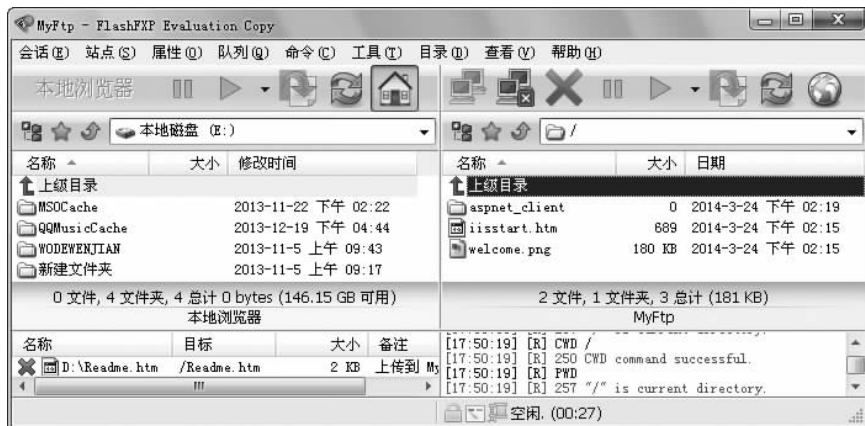 MyFtp - FlashFXP Evaluation Copy
会话(E) 站点(S) 属性(O) 队列(Q) 命令(C) 工具(T) 目录(D) 查看(V) 帮助(H)
本地浏览器
本地磁盘 (E:)
/
名称 大小 修改时间
上级目录
MSOCache 2013-11-22 下午 02:22
QQMusicCache 2013-12-19 下午 04:44
WODEWENJIAN 2013-11-5 上午 09:43
新建文件夹 2013-11-5 上午 09:17
0 文件, 4 文件夹, 4 总计 0 bytes (146.15 GB 可用)
本地浏览器
名称 大小 日期
上级目录
aspnet_client 0 2014-3-24 下午 02:19
iisstart.htm 689 2014-3-24 下午 02:15
welcome.png 180 KB 2014-3-24 下午 02:15
2 文件, 1 文件夹, 3 总计 (181 KB)
MyFtp
名称 目标 大小 备注
D:\Readme.htm /Readme.htm 2 KB 上传到 My
[17:50:19] [R] CWD /
[17:50:19] [R] 250 CWD command successful.
[17:50:19] [R] PWD
[17:50:19] [R] 257 "/" is current directory.
空闲. (00:27)